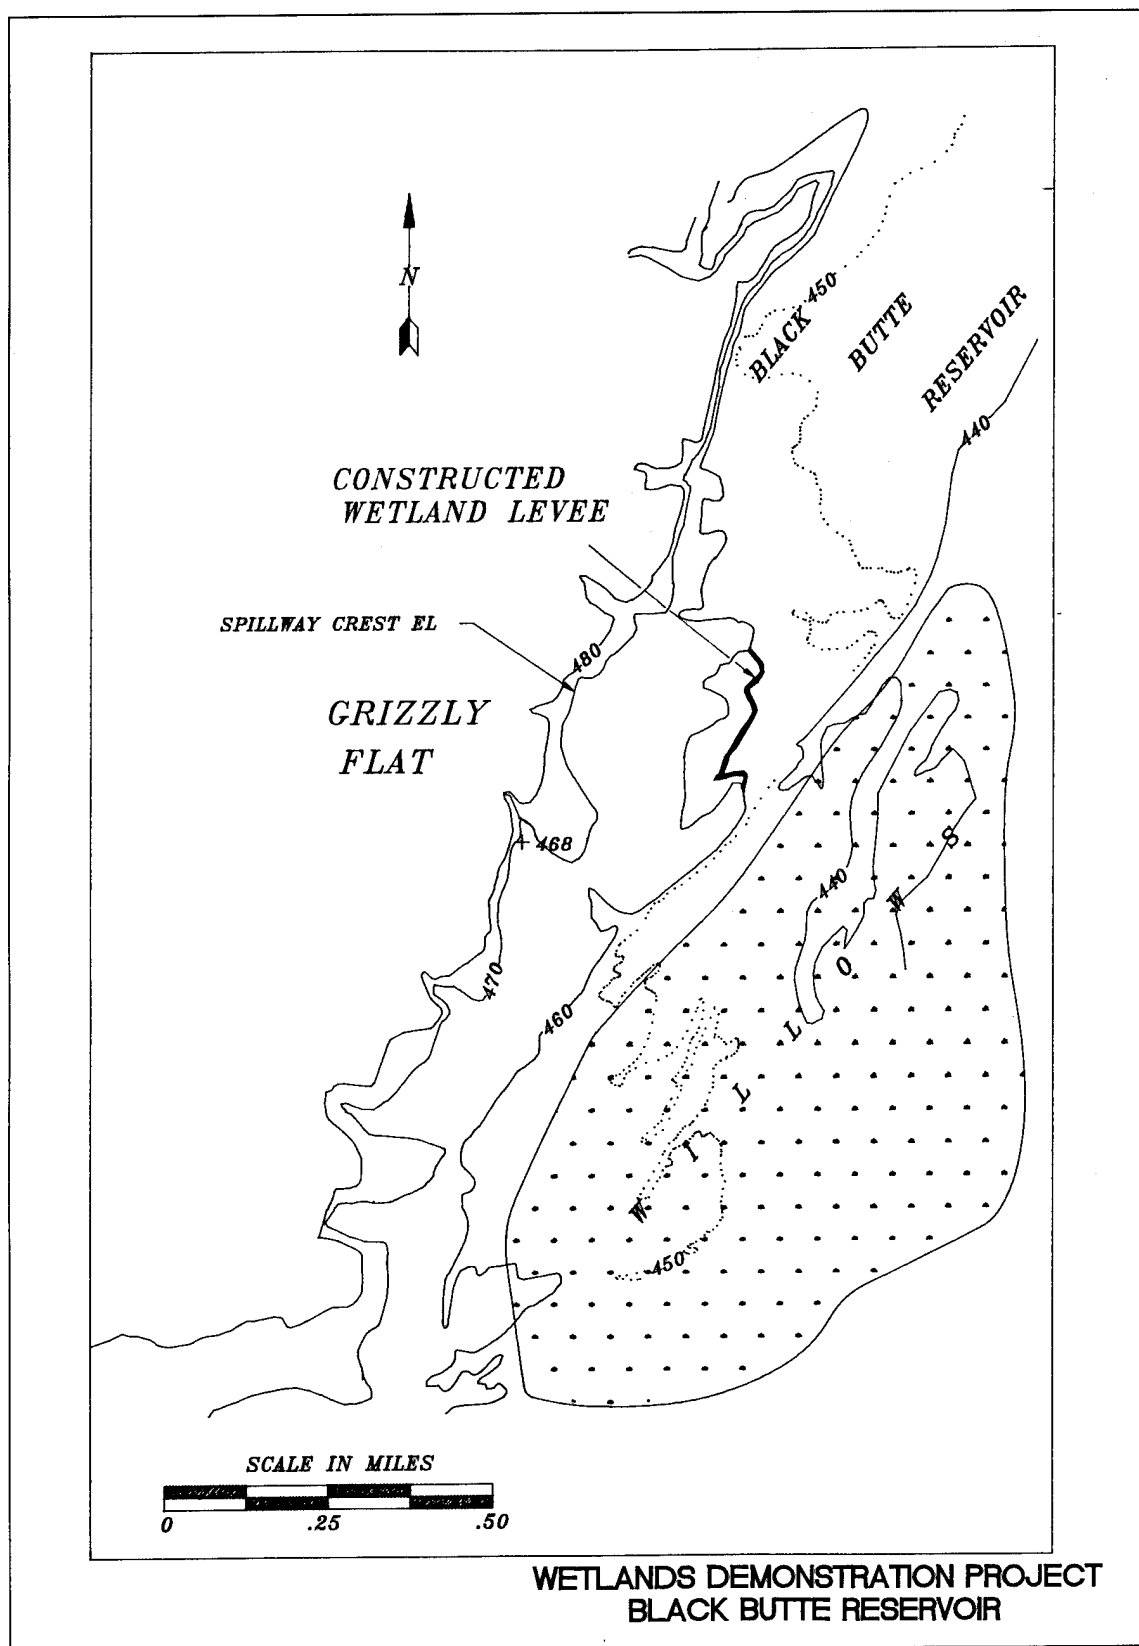 N
450
BLACK
BUTTE
RESERVOIR
440
CONSTRUCTED
WETLAND LEVEE
SPILLWAY CREST EL
480
GRIZZLY
FLAT
+ 468
440
470
460
WILLOWS
450
SCALE IN MILES
0 .25 .50
WETLANDS DEMONSTRATION PROJECT
BLACK BUTTE RESERVOIR